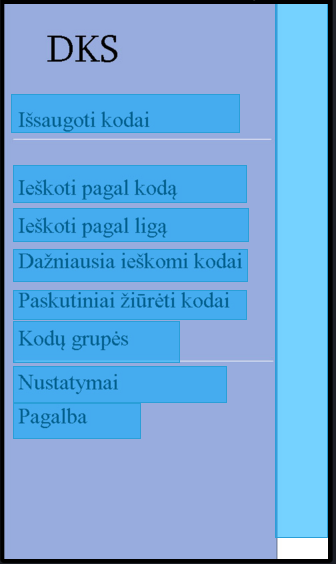 DKS
Išsaugoti kodai
Ieškoti pagal kodą
Ieškoti pagal ligą
Dažniausia ieškomi kodai
Paskutiniai žiūrėti kodai
Kodų grupės
Nustatymai
Pagalba